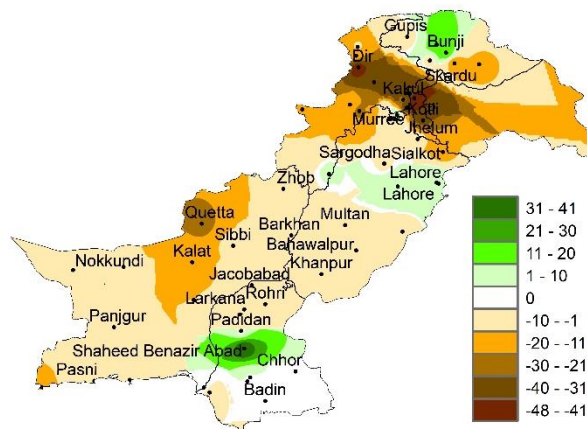 Gupis
Bunji
Dir
Skardu
Kakul
Kotli
Murree
Jhelum
Sargodha
Sialkot
Zhob
Lahore
Lahore
Quetta
Multan
Barkhan
Sibbi
Bahawalpur
Kalat
Nokkundi
Khanpur
Jacobabad
Larkana
Rohri
Panjgur
Padidan
Shaheed Benazir Abad
Chhor
Pasni
Badin
31 - 41
21 - 30
11 - 20
1 - 10
0
-10 - -1
-20 - -11
-30 - -21
-40 - -31
-48 - -41